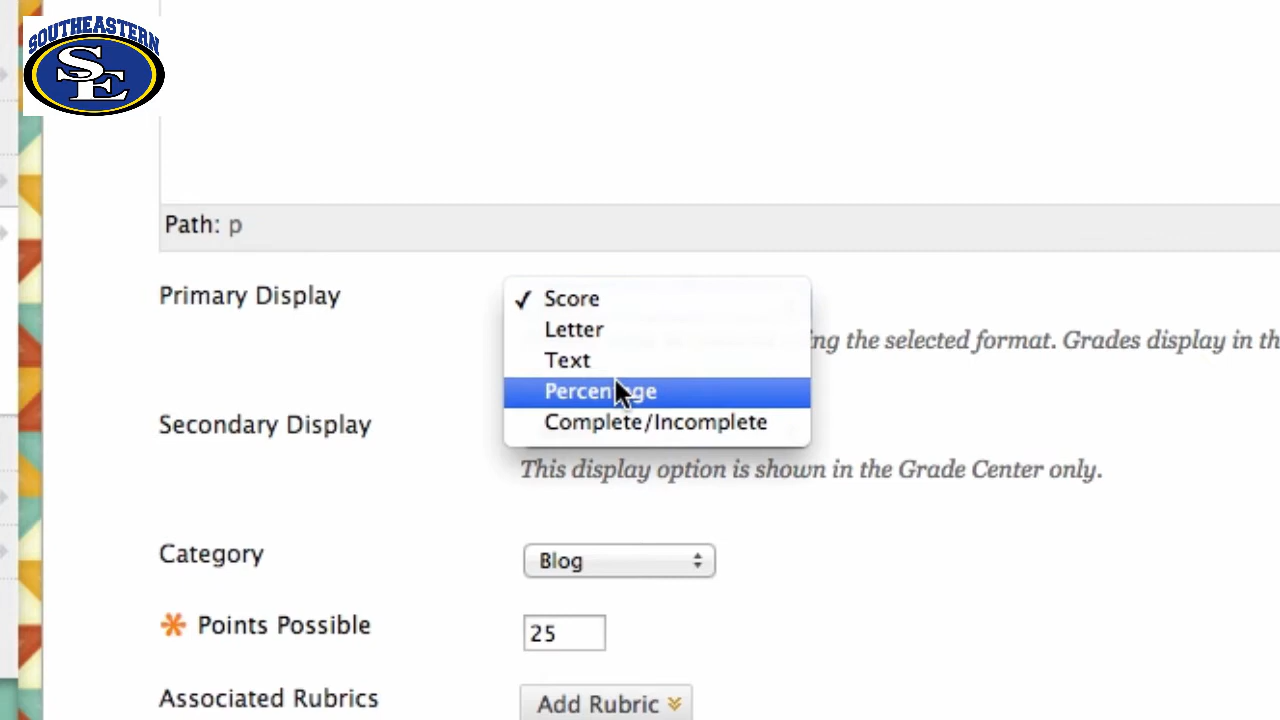 SOUTHEASTERN
SE
Path: p
Primary Display
Score
Letter
ing the selected format. Grades display in th
Text
Percentage
Complete/Incomplete
Secondary Display
This display option is shown in the Grade Center only.
Category
Blog
Points Possible
25
Associated Rubrics
Add Rubric